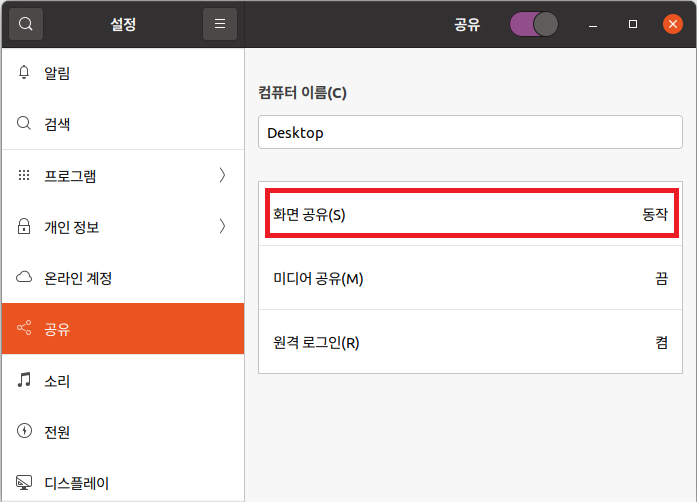 설정
공유
알림
검색
프로그램
개인 정보
온라인 계정
공유
소리
전원
디스플레이
컴퓨터 이름(C)
Desktop
화면 공유(S) 동작
미디어 공유(M) 끔
원격 로그인(R) 켬